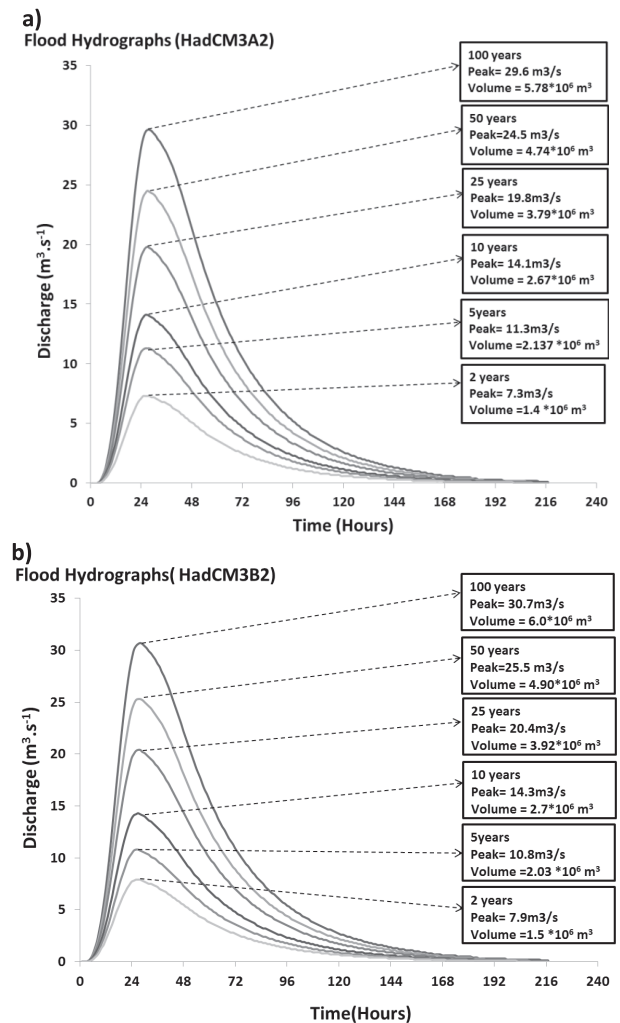 a)
Flood Hydrographs (HadCM3A2)
35
30
25
20
15
10
5
0
Discharge (m³.s⁻¹)
0 24 48 72 96 120 144 168 192 216 240
Time (Hours)
100 years
Peak= 29.6 m3/s
Volume = 5.78*10⁶ m³
50 years
Peak=24.5 m3/s
Volume = 4.74*10⁶ m³
25 years
Peak= 19.8m3/s
Volume = 3.79*10⁶ m³
10 years
Peak= 14.1m3/s
Volume = 2.67*10⁶ m³
5years
Peak= 11.3m3/s
Volume =2.137 *10⁶ m³
2 years
Peak= 7.3m3/s
Volume =1.4 *10⁶ m³
b)
Flood Hydrographs( HadCM3B2)
35
30
25
20
15
10
5
0
Discharge (m³.s⁻¹)
0 24 48 72 96 120 144 168 192 216 240
Time(Hours)
100 years
Peak= 30.7m3/s
Volume = 6.0*10⁶ m³
50 years
Peak=25.5 m3/s
Volume = 4.90*10⁶ m³
25 years
Peak= 20.4m3/s
Volume = 3.92*10⁶ m³
10 years
Peak= 14.3m3/s
Volume = 2.7*10⁶ m³
5years
Peak= 10.8m3/s
Volume =2.03 *10⁶ m³
2 years
Peak= 7.9m3/s
Volume =1.5 *10⁶ m³